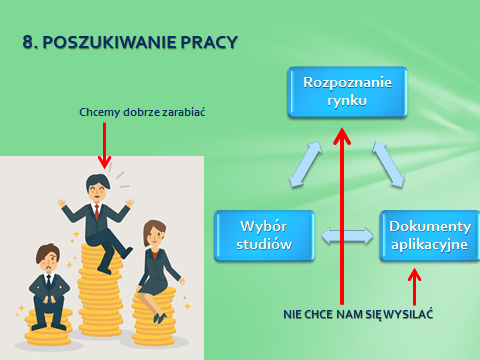 8. POSZUKIWANIE PRACY
Chcemy dobrze zarabiać
Rozpoznanie
rynku
Wybór
studiów
Dokumenty
aplikacyjne
NIE CHCE NAM SIĘ WYSILAĆ